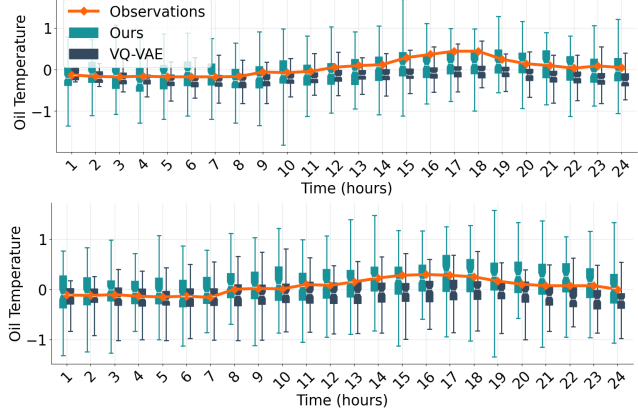 Observations
Ours
VQ-VAE
Oil Temperature
1
0
−1
1 2 3 4 5 6 7 8 9 10 11 12 13 14 15 16 17 18 19 20 21 22 23 24
Time (hours)
Oil Temperature
1
0
−1
1 2 3 4 5 6 7 8 9 10 11 12 13 14 15 16 17 18 19 20 21 22 23 24
Time (hours)